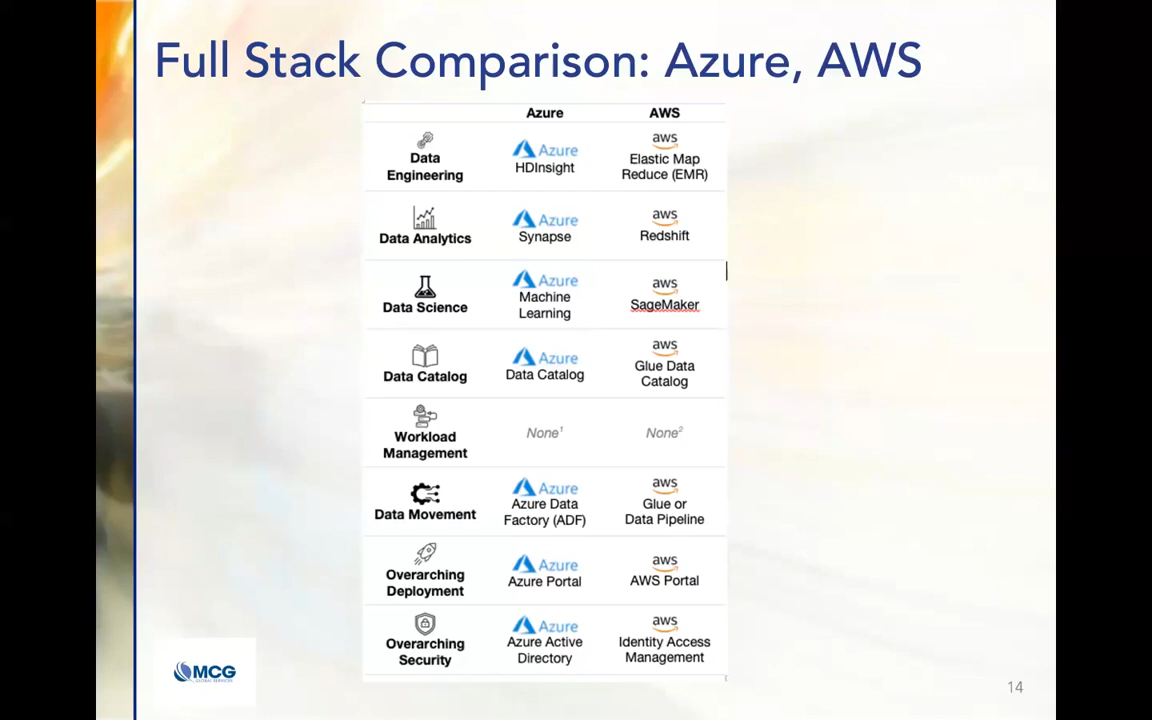 Full Stack Comparison: Azure, AWS
Azure
AWS
Data
Engineering
Azure
HDInsight
aws
Elastic Map
Reduce (EMR)
Data Analytics
Azure
Synapse
aws
Redshift
Data Science
Azure
Machine
Learning
aws
SageMaker
Data Catalog
Azure
Data Catalog
aws
Glue Data
Catalog
Workload
Management
None¹
None²
Data Movement
Azure
Azure Data
Factory (ADF)
aws
Glue or
Data Pipeline
Overarching
Deployment
Azure
Azure Portal
aws
AWS Portal
Overarching
Security
Azure
Azure Active
Directory
aws
Identity Access
Management
MCG
GLOBAL SERVICES
14